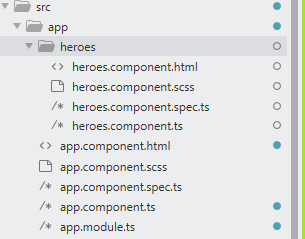 src
app
heroes
heroes.component.html
heroes.component.scss
heroes.component.spec.ts
heroes.component.ts
app.component.html
app.component.scss
app.component.spec.ts
app.component.ts
app.module.ts